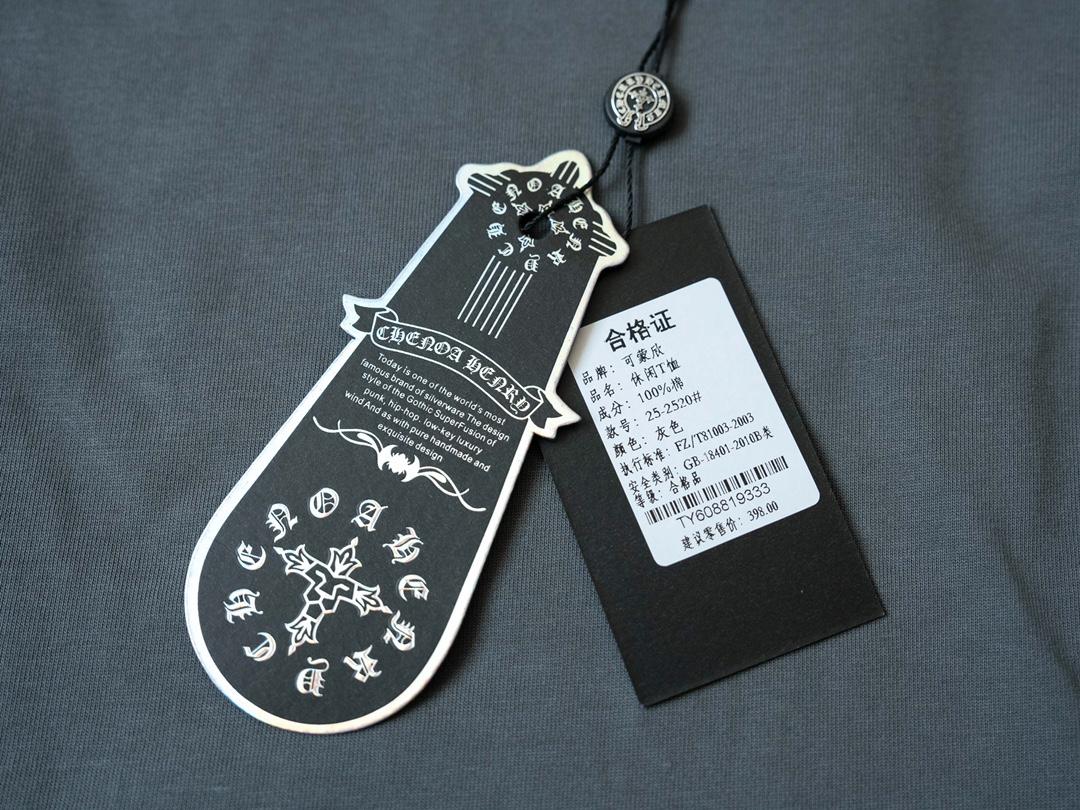 CHENOA HENRY
Today is one of the world's most
famous brand of silverware The design
style of the Gothic SuperFusion of
punk, hip-hop, low-key luxury
wind And as with pure handmade and
exquisite design
CHENOA HENRY
合格证
品牌：可蒙欣
品名：休闲T恤
成分：100%棉
款号：25-2520#
颜色：灰色
执行标准：FZ/T81003-2003
安全类别：GB-18401-2010B类
等级：合格品
TY608819333
建议零售价：398.00